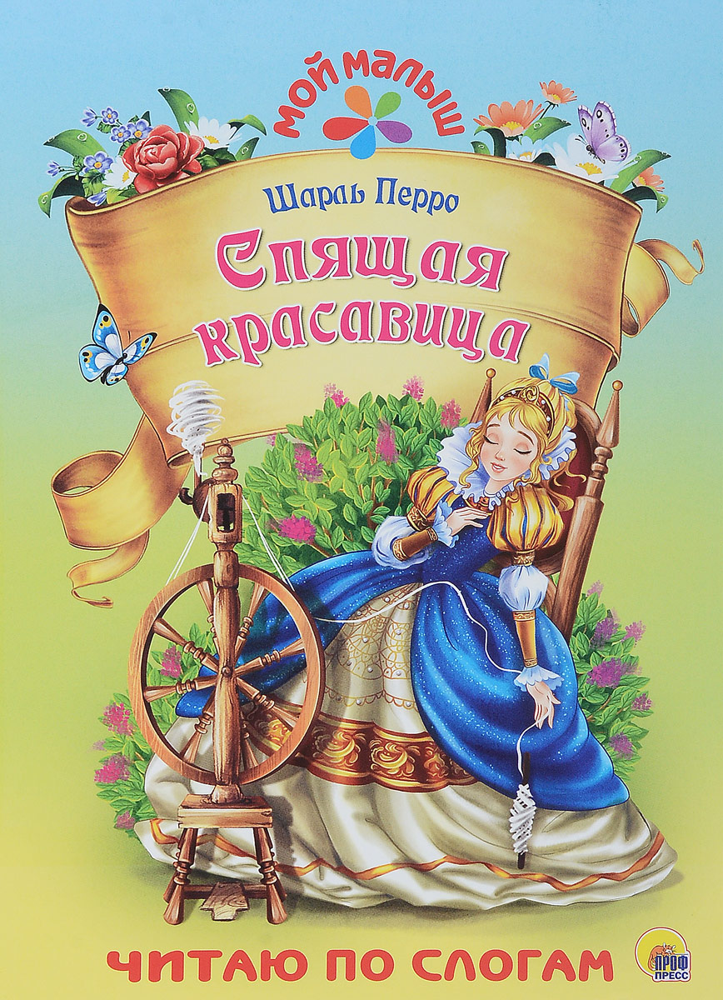 мой малыш
Шарль Перро
Спящая
красавица
ЧИТАЮ ПО СЛОГАМ
ПРОФ
ПРЕСС